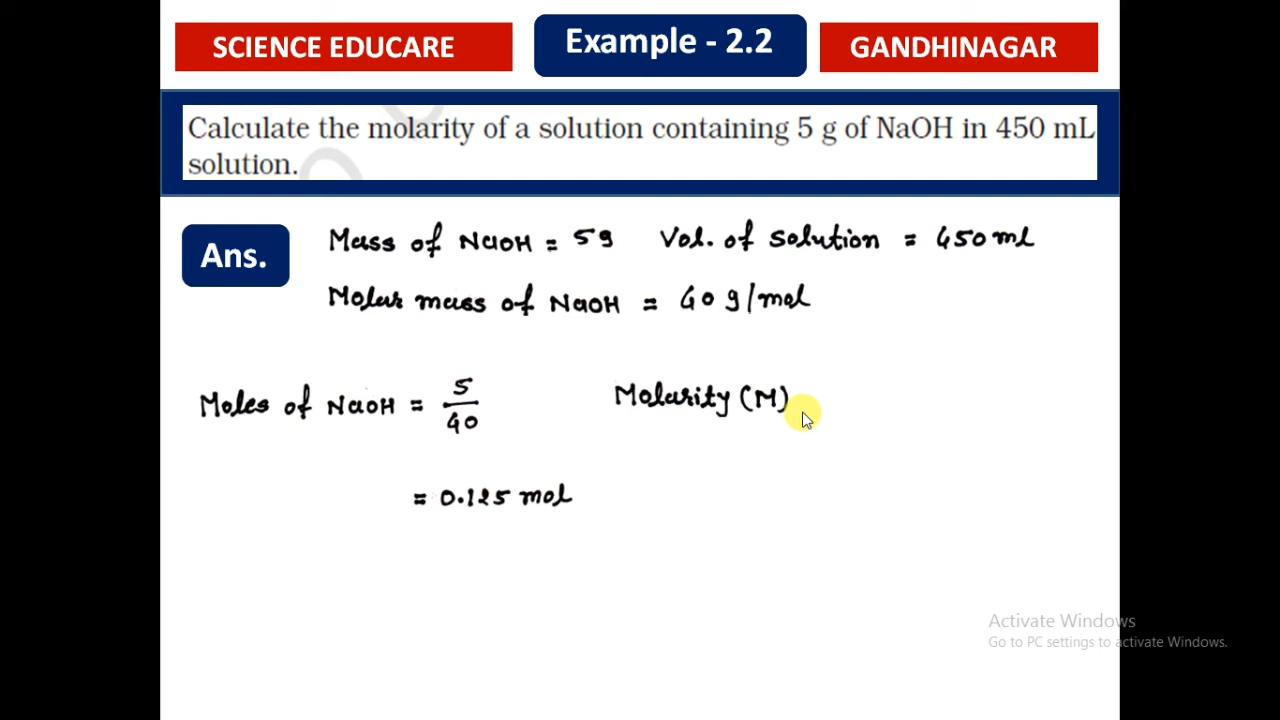 SCIENCE EDUCARE
Example - 2.2
GANDHINAGAR
Calculate the molarity of a solution containing 5 g of NaOH in 450 mL
solution.
Ans.
Mass of NaOH = 5g Vol. of solution = 450 ml
Molar mass of NaOH = 40 g/mol
Moles of NaOH = 5/40
Molarity (M)
= 0.125 mol
Activate Windows
Go to PC settings to activate Windows.